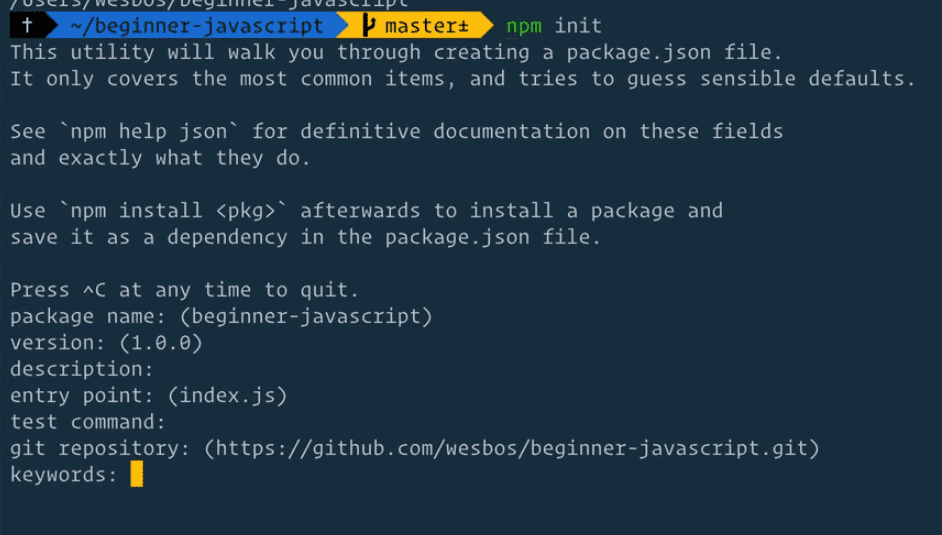 /Users/wesbos/beginner-javascript
† ~/beginner-javascript master± npm init
This utility will walk you through creating a package.json file.
It only covers the most common items, and tries to guess sensible defaults.
See `npm help json` for definitive documentation on these fields
and exactly what they do.
Use `npm install <pkg>` afterwards to install a package and
save it as a dependency in the package.json file.
Press ^C at any time to quit.
package name: (beginner-javascript)
version: (1.0.0)
description:
entry point: (index.js)
test command:
git repository: (https://github.com/wesbos/beginner-javascript.git)
keywords: